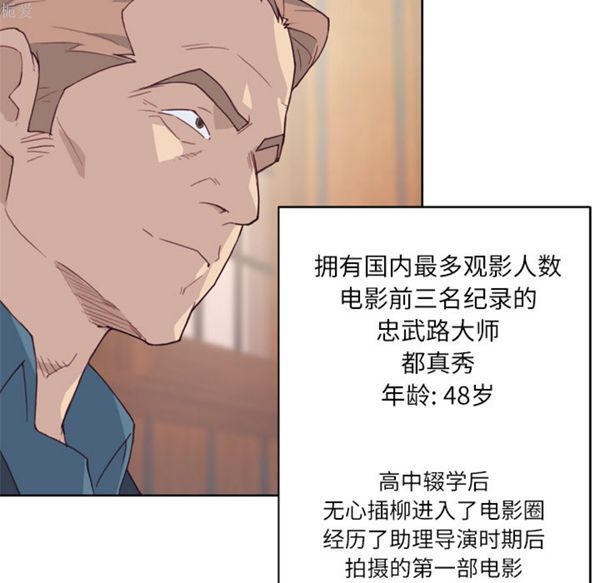 栀爱
拥有国内最多观影人数
电影前三名纪录的
忠武路大师
都真秀
年龄: 48岁
高中辍学后
无心插柳进入了电影圈
经历了助理导演时期后
拍摄的第一部电影